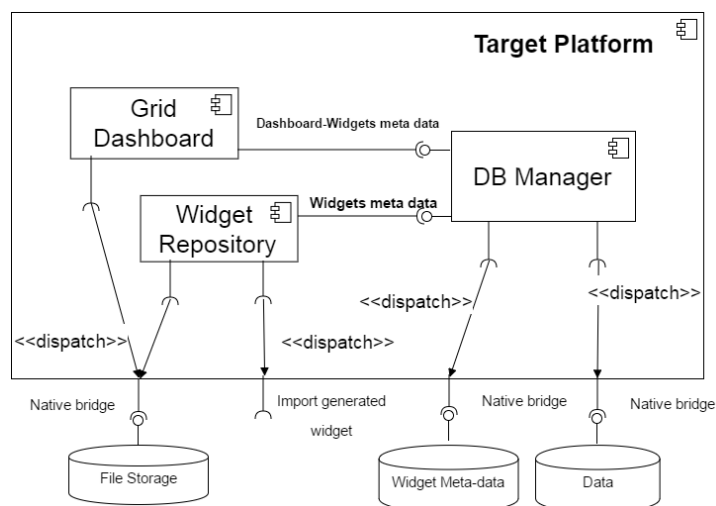 Target Platform
Grid
Dashboard
Dashboard-Widgets meta data
DB Manager
Widget
Repository
Widgets meta data
<<dispatch>>
<<dispatch>>
<<dispatch>>
<<dispatch>>
Native bridge
Import generated
widget
Native bridge
Native bridge
File Storage
Widget Meta-data
Data